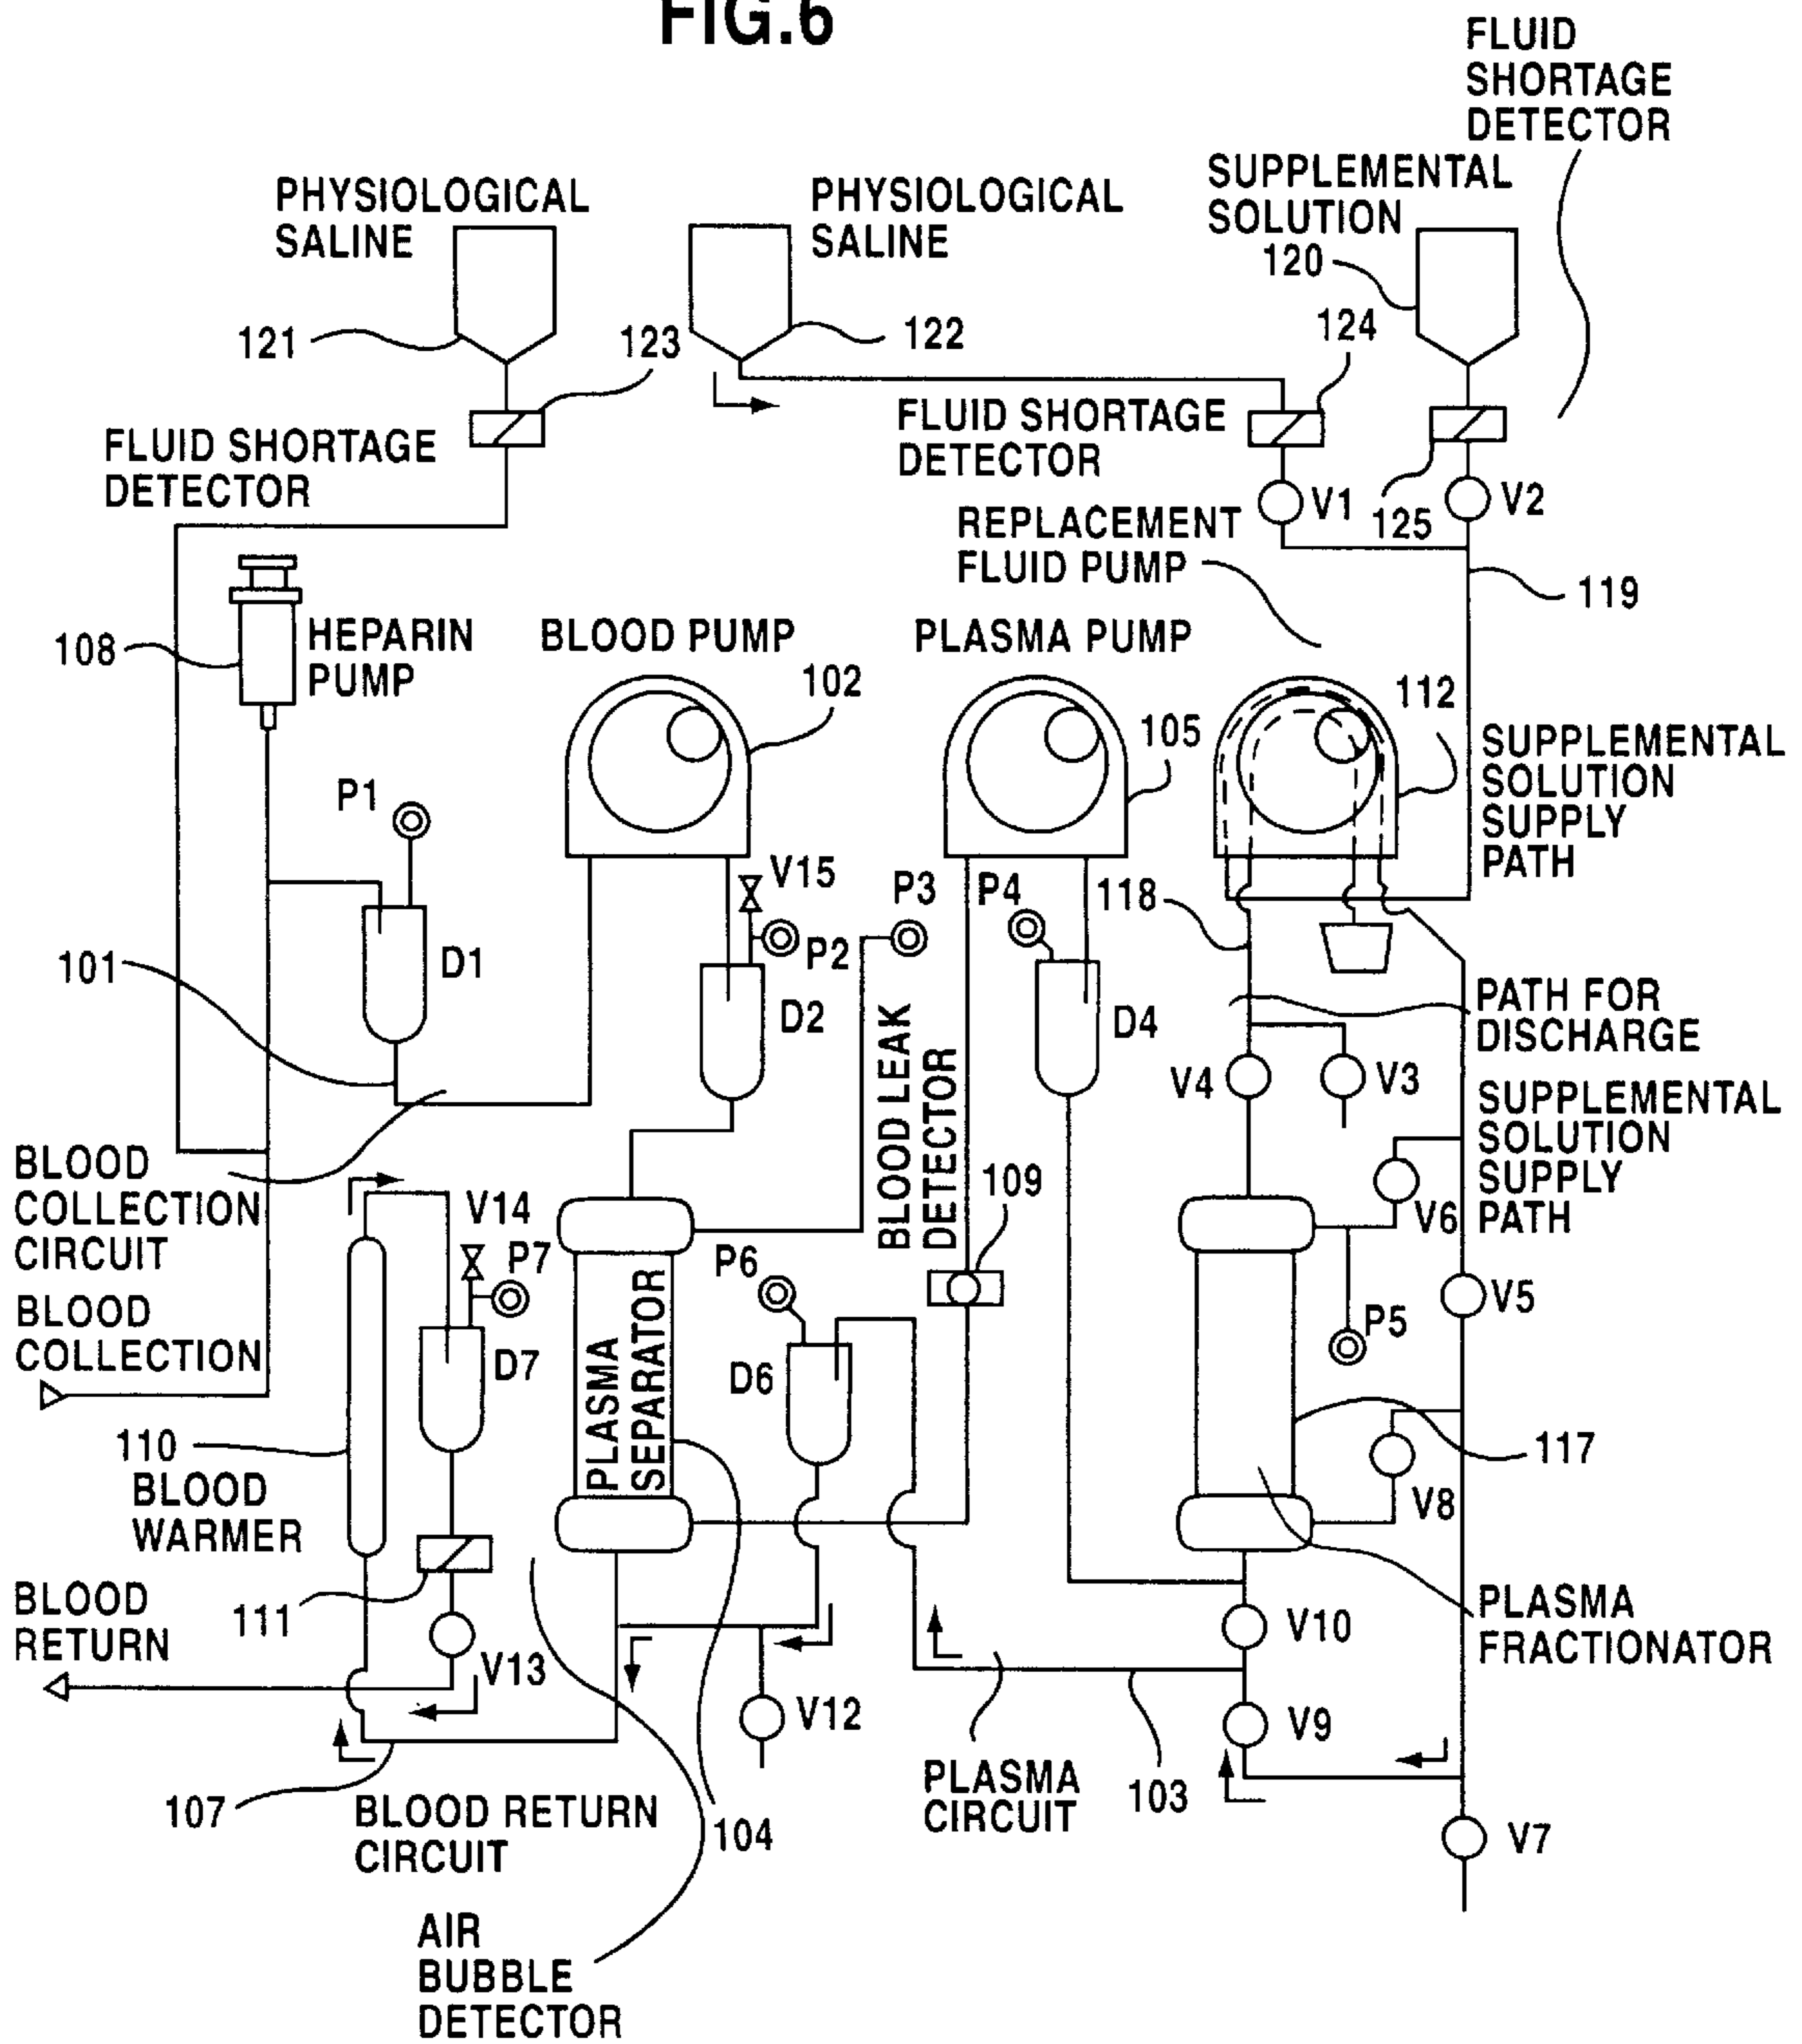 FIG.6
FLUID
SHORTAGE
DETECTOR
PHYSIOLOGICAL
SALINE
PHYSIOLOGICAL
SALINE
SUPPLEMENTAL
SOLUTION
120
121
123
122
124
FLUID SHORTAGE
DETECTOR
FLUID SHORTAGE
DETECTOR
V1
125
V2
REPLACEMENT
FLUID PUMP
119
108
HEPARIN
PUMP
BLOOD PUMP
102
PLASMA PUMP
105
112
SUPPLEMENTAL
SOLUTION
SUPPLY
PATH
P1
V15
P3
P4
118
101
D1
P2
D2
D4
BLOOD LEAK
DETECTOR
PATH FOR
DISCHARGE
V4
V3
SUPPLEMENTAL
SOLUTION
SUPPLY
PATH
BLOOD
COLLECTION
CIRCUIT
V14
P7
109
V6
P6
P5
V5
BLOOD
COLLECTION
D7
PLASMA
SEPARATOR
D6
110
BLOOD
WARMER
117
V8
BLOOD
RETURN
111
V13
V10
PLASMA
FRACTIONATOR
V12
V9
107
BLOOD RETURN
CIRCUIT
104
PLASMA
CIRCUIT
103
V7
AIR
BUBBLE
DETECTOR